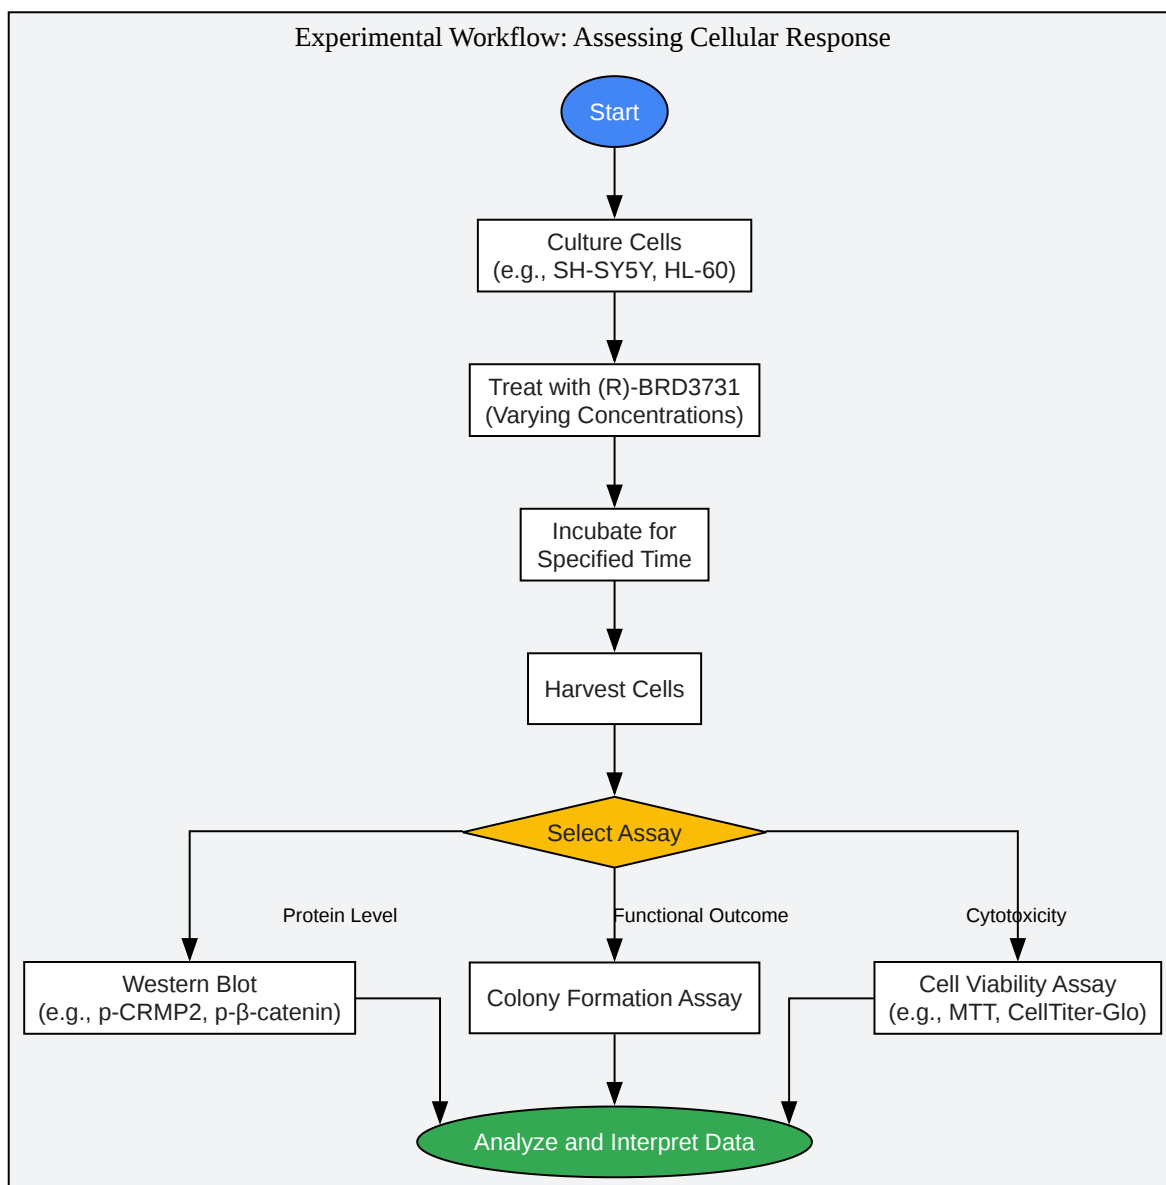 Experimental Workflow: Assessing Cellular Response
Start
Culture Cells
(e.g., SH-SY5Y, HL-60)
Treat with (R)-BRD3731
(Varying Concentrations)
Incubate for
Specified Time
Harvest Cells
Select Assay
Protein Level
Functional Outcome
Cytotoxicity
Western Blot
(e.g., p-CRMP2, p-β-catenin)
Colony Formation Assay
Cell Viability Assay
(e.g., MTT, CellTiter-Glo)
Analyze and Interpret Data